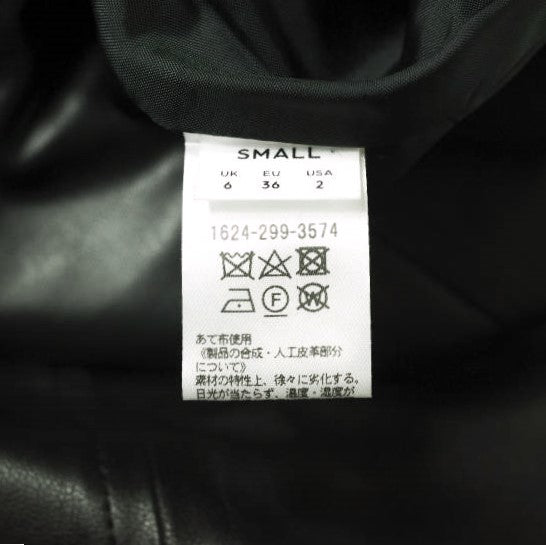 SMALL
UK EU USA
6 36 2
1624-299-3574
F W
あて布使用
《製品の合成・人工皮革部分
について》
素材の特性上、徐々に劣化する。
日光が当たらず、温度・湿度が